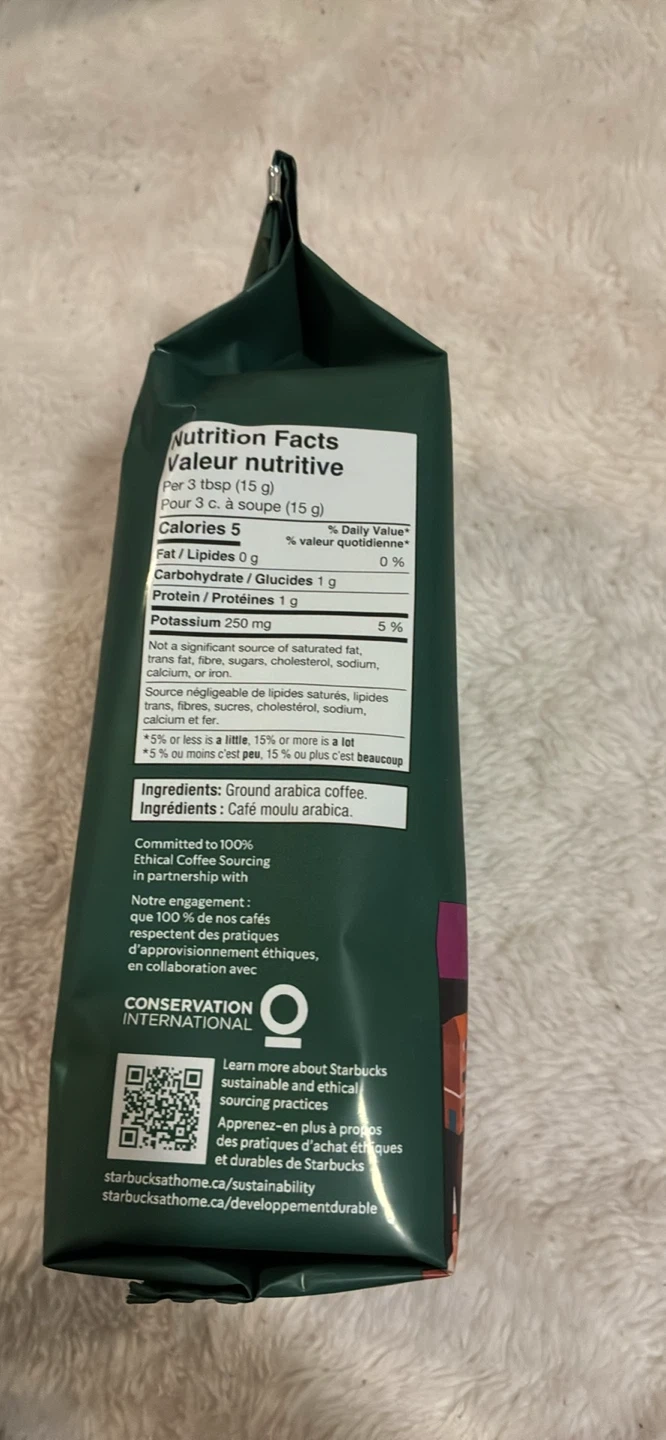 Nutrition Facts
Valeur nutritive
Per 3 tbsp (15 g)
Pour 3 c. à soupe (15 g)
Calories 5
% Daily Value*
% valeur quotidienne*
Fat / Lipides 0 g 0 %
Carbohydrate / Glucides 1 g
Protein / Protéines 1 g
Potassium 250 mg 5 %
Not a significant source of saturated fat,
trans fat, fibre, sugars, cholesterol, sodium,
calcium, or iron.
Source négligeable de lipides saturés, lipides
trans, fibres, sucres, cholestérol, sodium,
calcium et fer.
*5% or less is a little, 15% or more is a lot
*5 % ou moins c'est peu, 15 % ou plus c'est beaucoup
Ingredients: Ground arabica coffee.
Ingrédients : Café moulu arabica.
Committed to 100%
Ethical Coffee Sourcing
in partnership with
Notre engagement :
que 100 % de nos cafés
respectent des pratiques
d'approvisionnement éthiques,
en collaboration avec
CONSERVATION
INTERNATIONAL
Learn more about Starbucks
sustainable and ethical
sourcing practices
Apprenez-en plus à propos
des pratiques d'achat éthiques
et durables de Starbucks
starbucksathome.ca/sustainability
starbucksathome.ca/developpementdurable